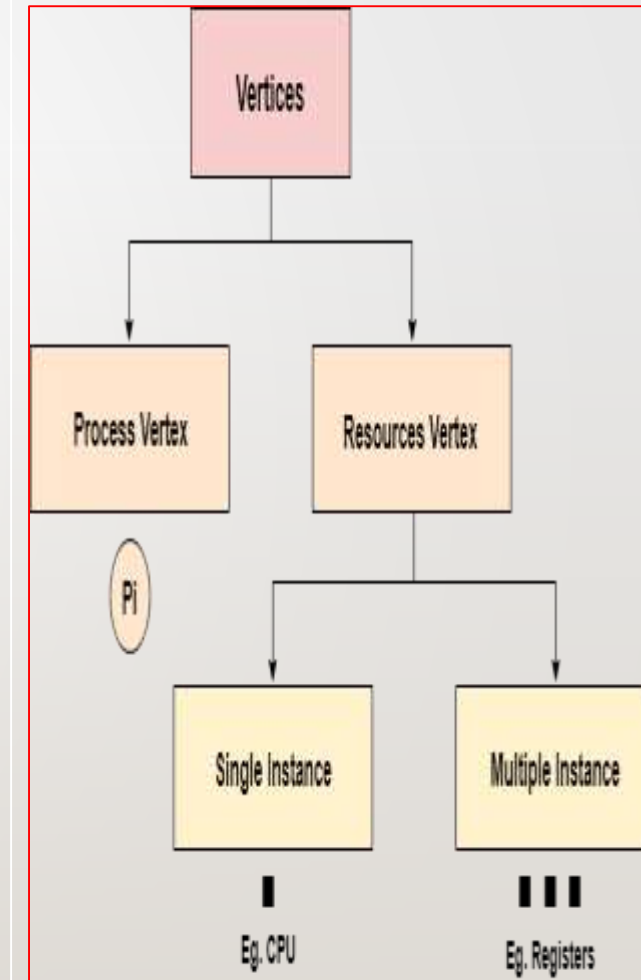 Vertices
Process Vertex
Resources Vertex
Pi
Single Instance
Multiple Instance
Eg. CPU
Eg. Registers